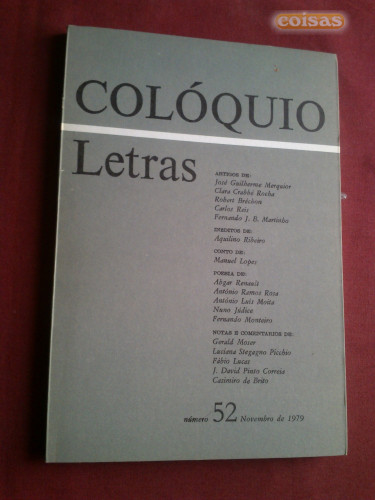 coisas
COLÓQUIO
Letras
ARTIGOS DE:
José Guilherme Merquior
Clara Crabbé Rocha
Robert Bréchon
Carlos Reis
Fernando J. B. Martinho
INÉDITOS DE:
Aquilino Ribeiro
CONTO DE:
Manuel Lopes
POESIA DE:
Abgar Renault
António Ramos Rosa
António Luís Moita
Nuno Júdice
Fernando Monteiro
NOTAS E COMENTÁRIOS DE:
Gerald Moser
Luciana Stegagno Picchio
Fábio Lucas
J. David Pinto Correia
Casimiro de Brito
número 52 Novembro de 1979